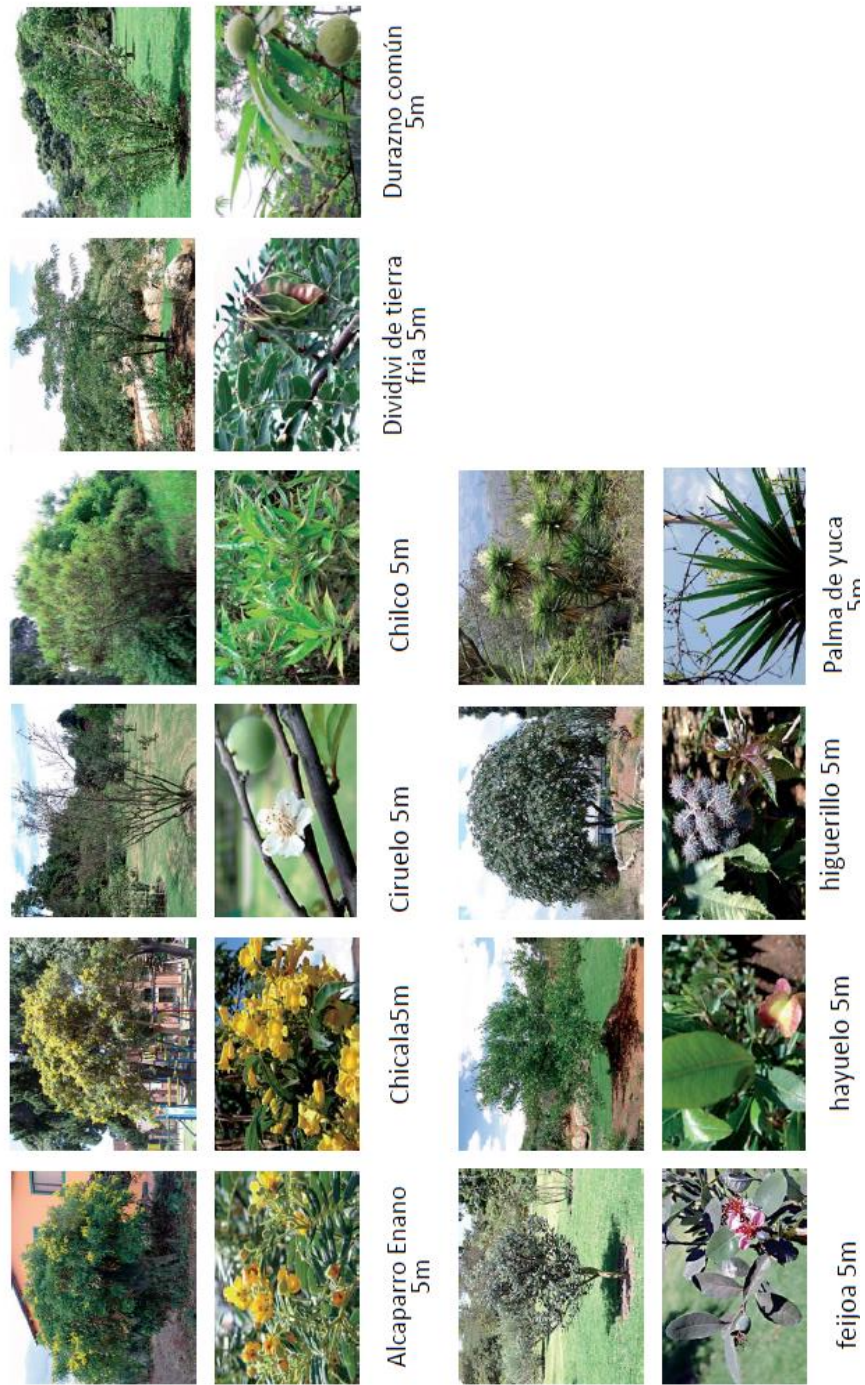 Alcaparro Enano
5m
Chicala5m
Ciruelo 5m
Chilco 5m
Dividivi de tierra
fria 5m
Durazno común
5m
feijoa 5m
hayuelo 5m
higuerillo 5m
Palma de yuca
5m